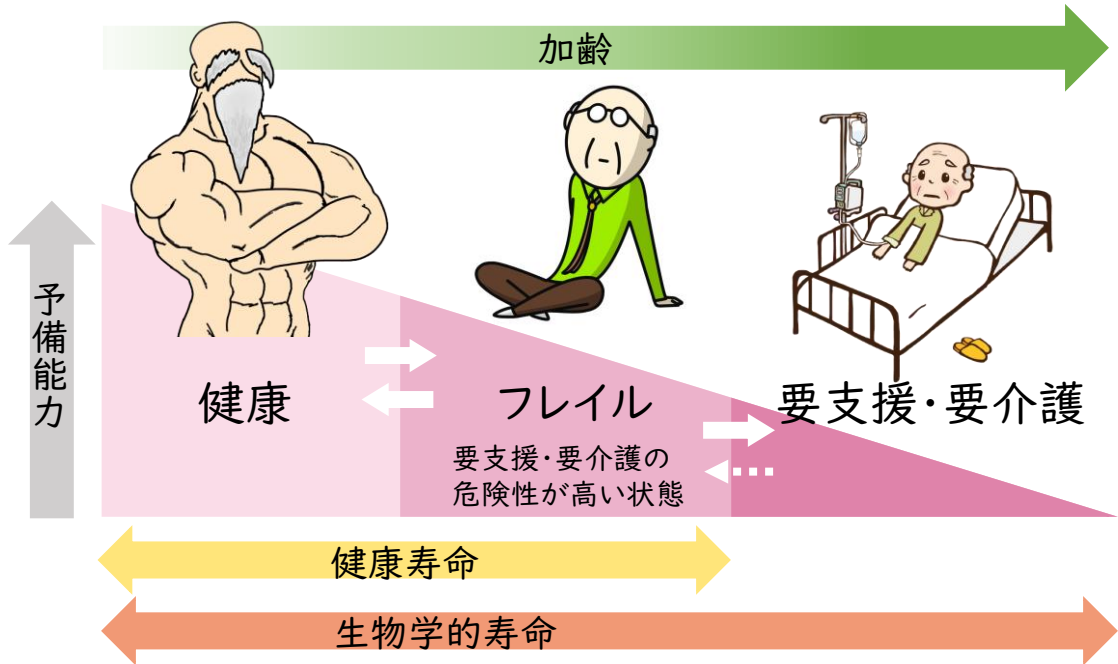 加齢
予備能力
健康
フレイル
要支援・要介護
要支援・要介護の
危険性が高い状態
健康寿命
生物学的寿命